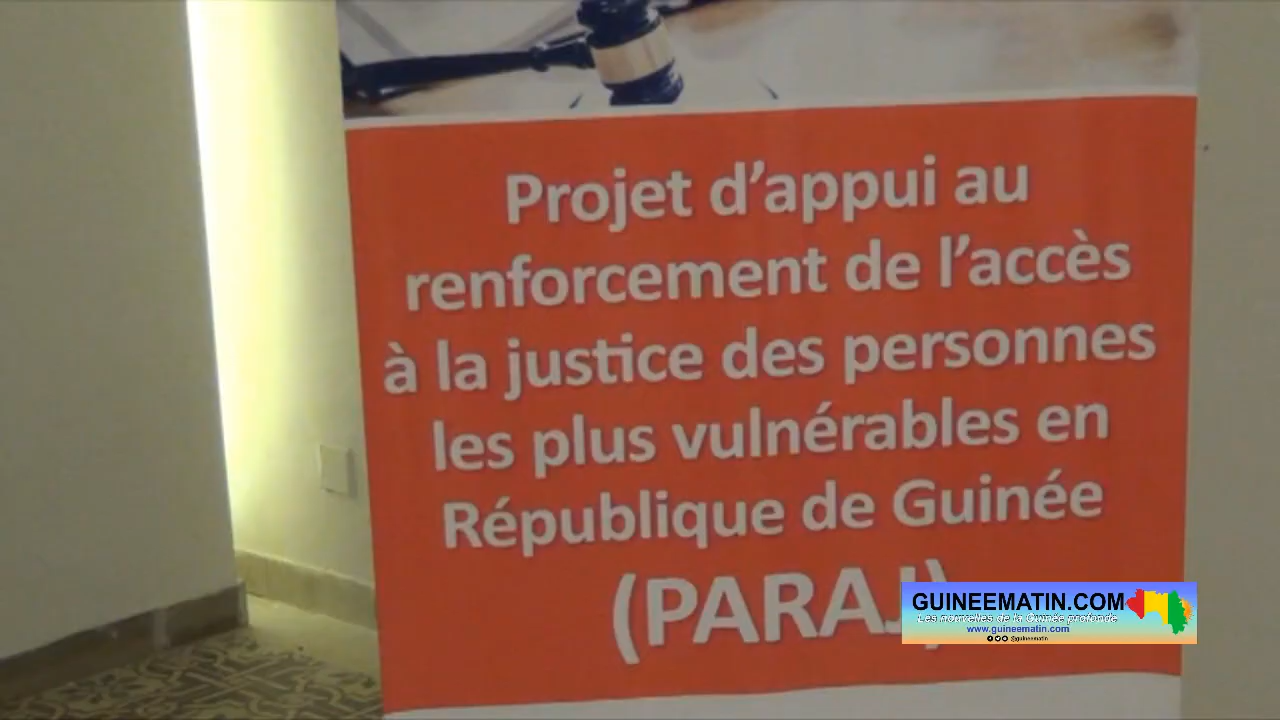 Projet d'appui au
renforcement de l'accès
à la justice des personnes
les plus vulnérables en
République de Guinée
(PARAJ)
GUINEEMATIN.COM
Les nouvelles de la Guinée profonde
www.guineematin.com
@guineematin